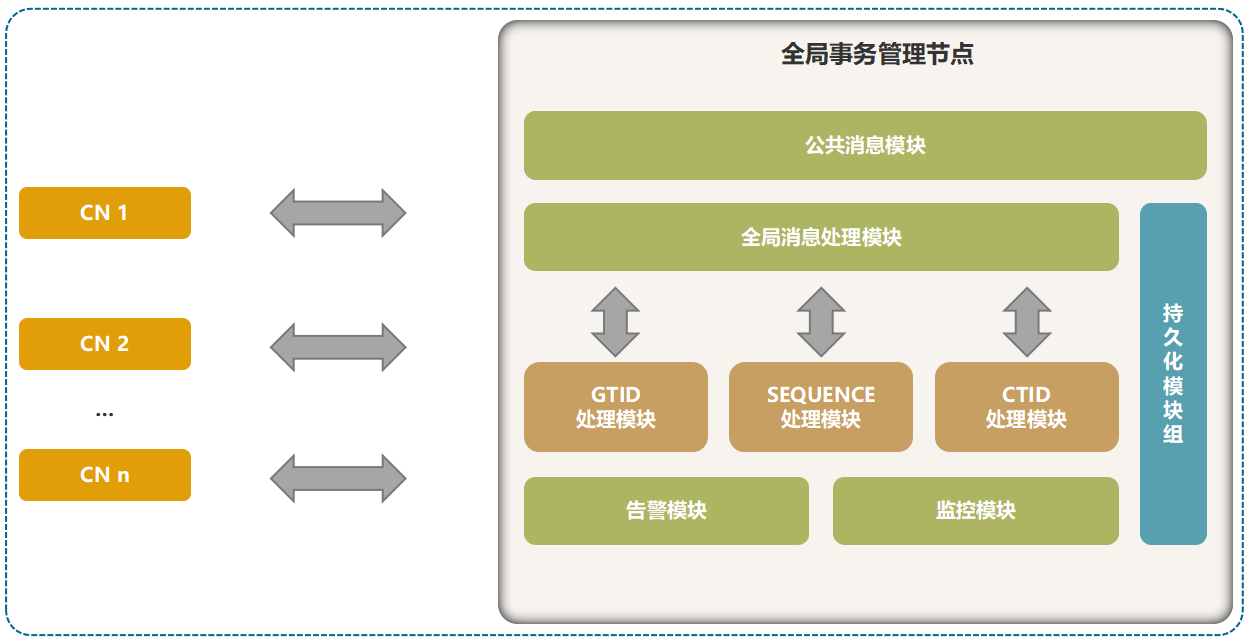 全局事务管理节点
公共消息模块
全局消息处理模块
CN 1
CN 2
...
CN n
GTID
处理模块
SEQUENCE
处理模块
CTID
处理模块
告警模块
监控模块
持久化模块组